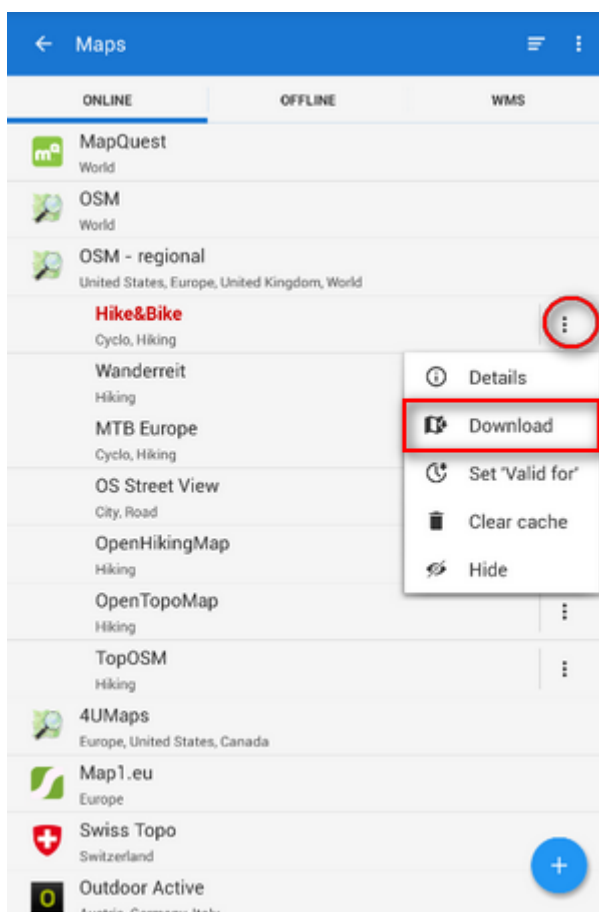 Maps
ONLINE OFFLINE WMS
MapQuest
World
OSM
World
OSM - regional
United States, Europe, United Kingdom, World
Hike&Bike
Cyclo, Hiking
Wanderreit
Hiking
MTB Europe
Cyclo, Hiking
OS Street View
City, Road
OpenHikingMap
Hiking
OpenTopoMap
Hiking
TopOSM
Hiking
Details
Download
Set 'Valid for'
Clear cache
Hide
4UMaps
Europe, United States, Canada
Map1.eu
Europe
Swiss Topo
Switzerland
Outdoor Active
Austria, Germany, Italy